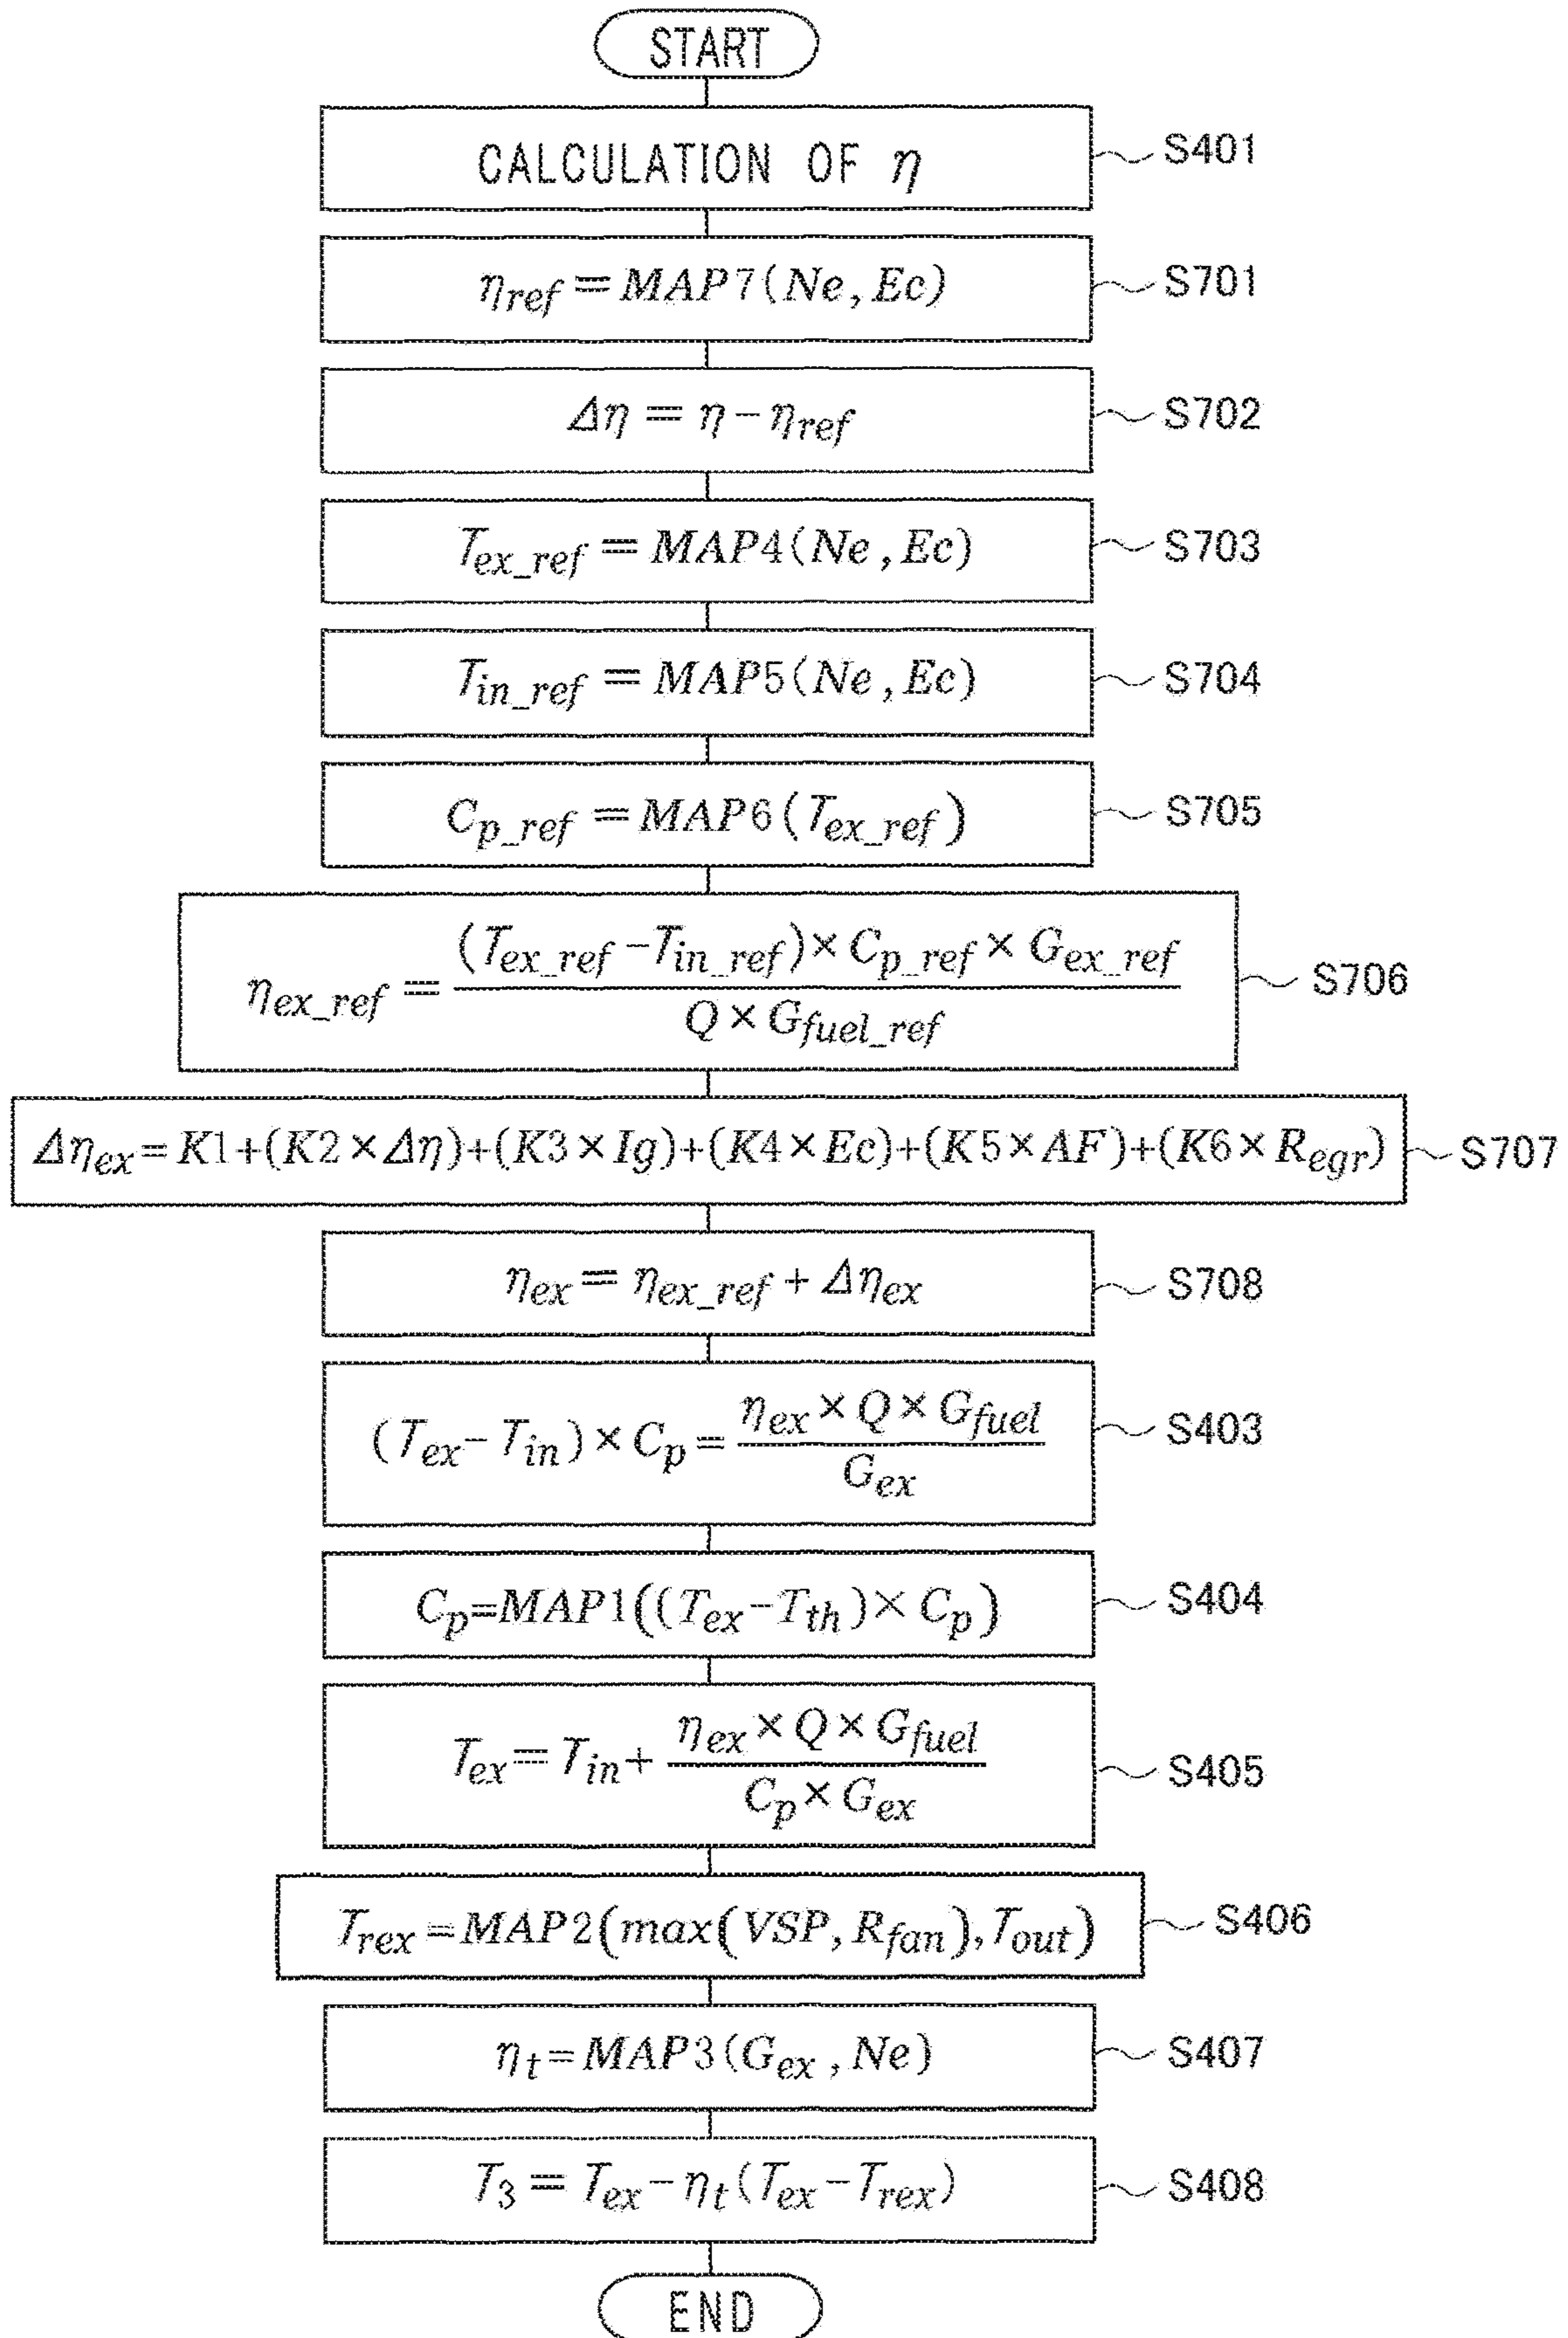 START
CALCULATION OF η S401
η_ref = MAP7(Ne, Ec) S701
Δη = η − η_ref S702
T_ex_ref = MAP4(Ne, Ec) S703
T_in_ref = MAP5(Ne, Ec) S704
C_p_ref = MAP6(T_ex_ref) S705
η_ex_ref = (T_ex_ref − T_in_ref) × C_p_ref × G_ex_ref / Q × G_fuel_ref S706
Δη_ex = K1+(K2×Δη)+(K3×Ig)+(K4×Ec)+(K5×AF)+(K6×R_egr) S707
η_ex = η_ex_ref + Δη_ex S708
(T_ex − T_in) × C_p = η_ex × Q × G_fuel / G_ex S403
C_p = MAP1((T_ex − T_th) × C_p) S404
T_ex = T_in + η_ex × Q × G_fuel / C_p × G_ex S405
T_rex = MAP2(max(VSP, R_fan), T_out) S406
η_t = MAP3(G_ex, Ne) S407
T_3 = T_ex − η_t(T_ex − T_rex) S408
END